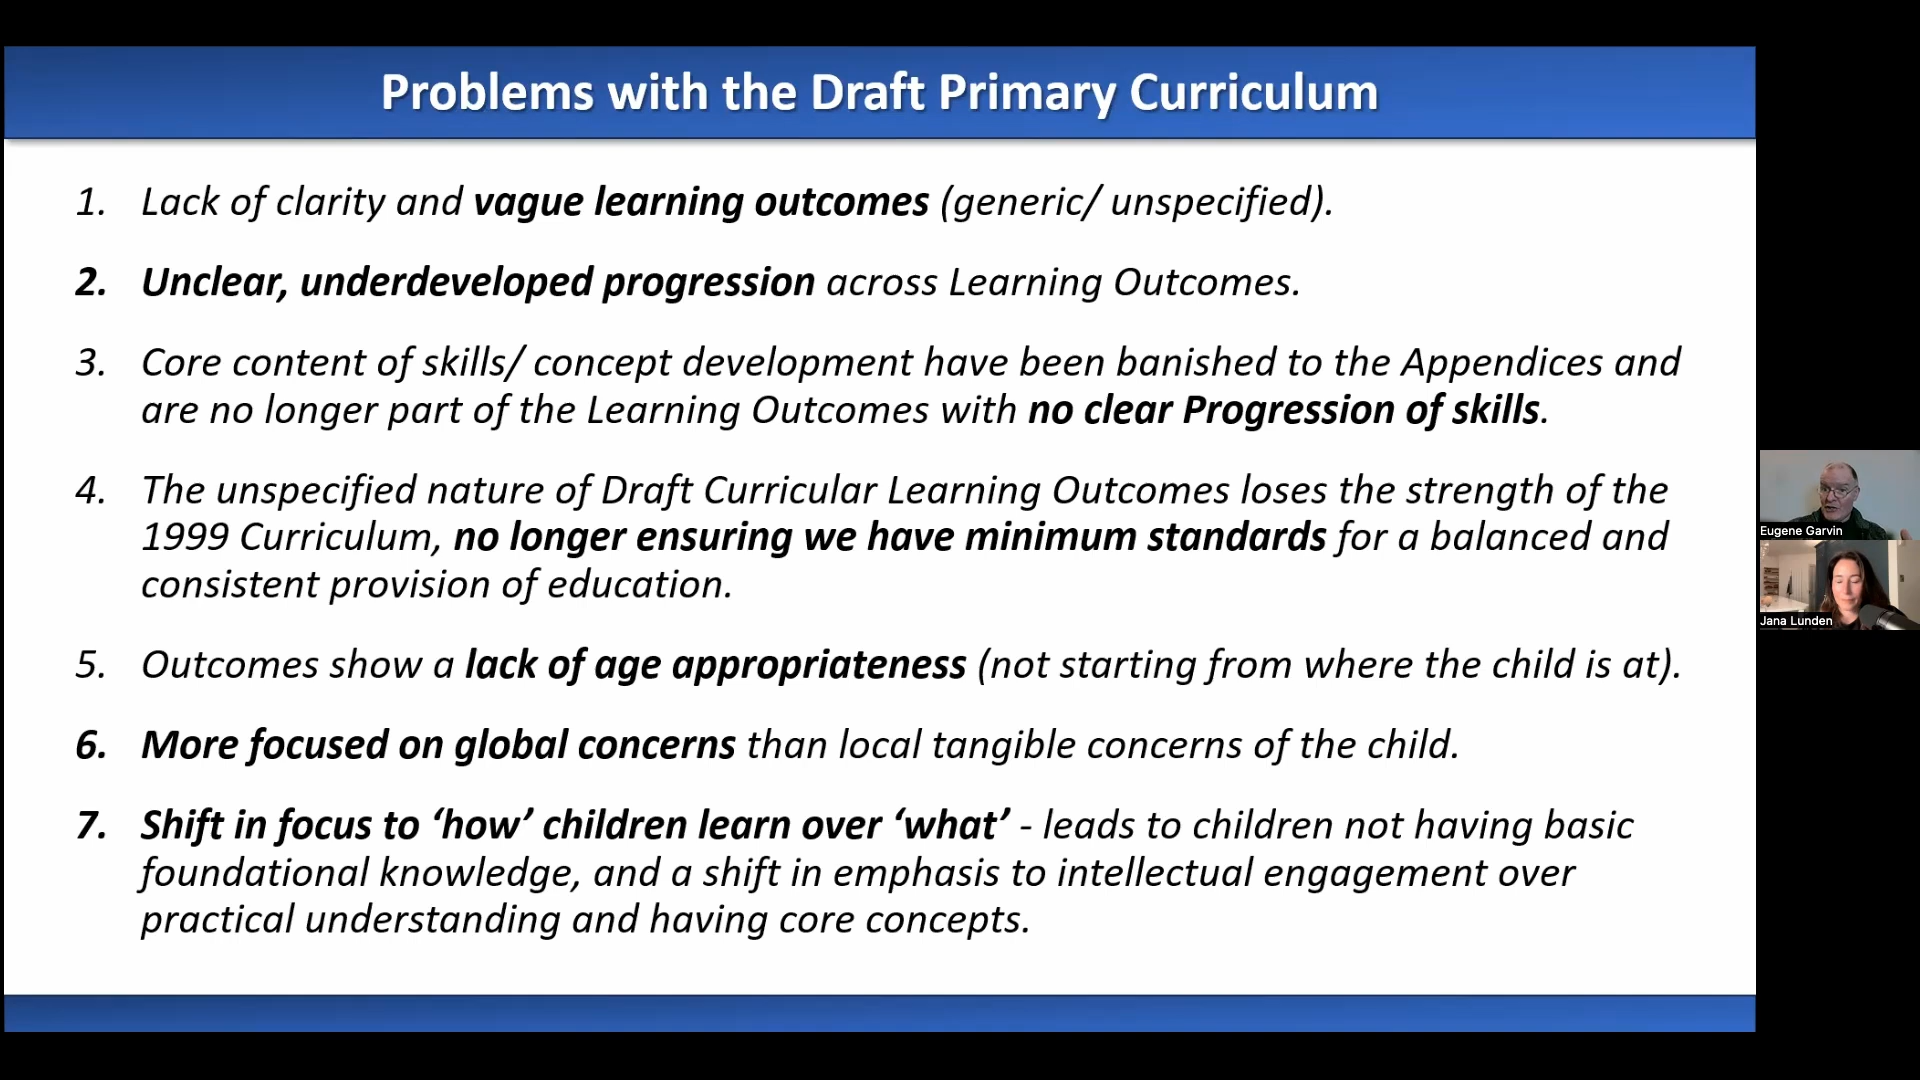 Problems with the Draft Primary Curriculum
1. Lack of clarity and vague learning outcomes (generic/ unspecified).
2. Unclear, underdeveloped progression across Learning Outcomes.
3. Core content of skills/ concept development have been banished to the Appendices and
are no longer part of the Learning Outcomes with no clear Progression of skills.
4. The unspecified nature of Draft Curricular Learning Outcomes loses the strength of the
1999 Curriculum, no longer ensuring we have minimum standards for a balanced and
consistent provision of education.
5. Outcomes show a lack of age appropriateness (not starting from where the child is at).
6. More focused on global concerns than local tangible concerns of the child.
7. Shift in focus to ‘how’ children learn over ‘what’ - leads to children not having basic
foundational knowledge, and a shift in emphasis to intellectual engagement over
practical understanding and having core concepts.
Eugene Garvin
Jana Lunden